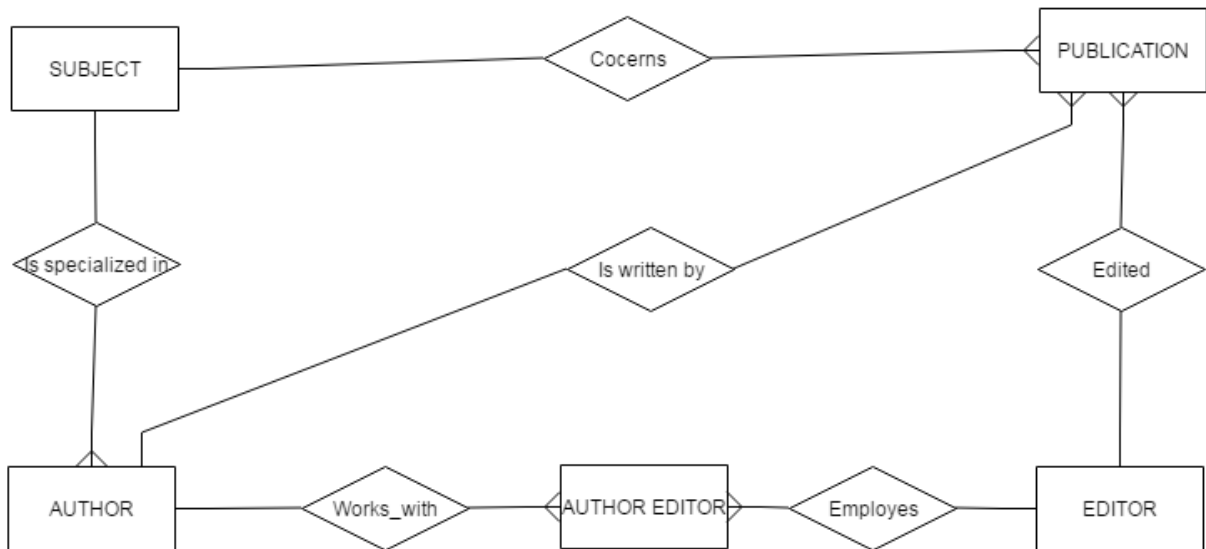 SUBJECT
Cocerns
PUBLICATION
Is specialized in
Is written by
Edited
AUTHOR
Works_with
AUTHOR EDITOR
Employes
EDITOR